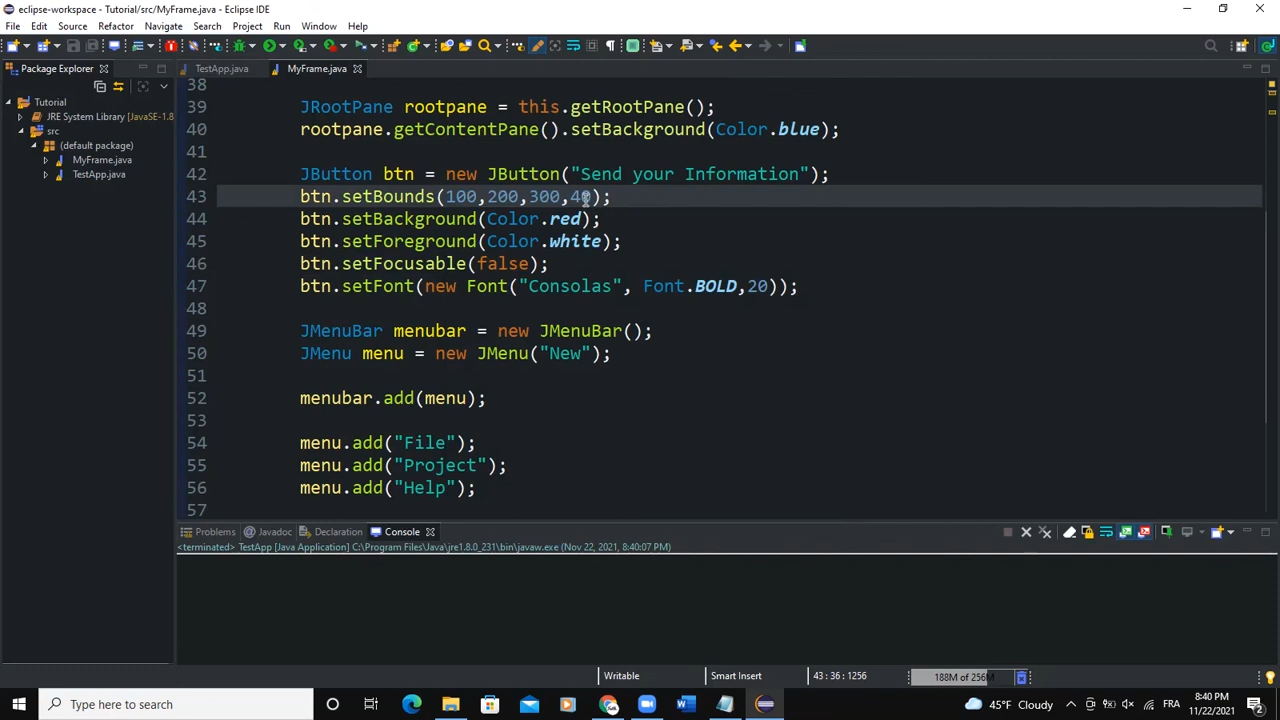 eclipse-workspace - Tutorial/src/MyFrame.java - Eclipse IDE
File Edit Source Refactor Navigate Search Project Run Window Help
Package Explorer
TestApp.java MyFrame.java
Tutorial
JRE System Library [JavaSE-1.8
src
(default package)
MyFrame.java
TestApp.java
38
39 JRootPane rootpane = this.getRootPane();
40 rootpane.getContentPane().setBackground(Color.blue);
41
42 JButton btn = new JButton("Send your Information");
43 btn.setBounds(100,200,300,40);
44 btn.setBackground(Color.red);
45 btn.setForeground(Color.white);
46 btn.setFocusable(false);
47 btn.setFont(new Font("Consolas", Font.BOLD,20));
48
49 JMenuBar menubar = new JMenuBar();
50 JMenu menu = new JMenu("New");
51
52 menubar.add(menu);
53
54 menu.add("File");
55 menu.add("Project");
56 menu.add("Help");
57
Problems Javadoc Declaration Console
<terminated> TestApp [Java Application] C:\Program Files\Java\jre1.8.0_231\bin\javaw.exe (Nov 22, 2021, 8:40:07 PM)
Writable Smart Insert 43 : 36 : 1256 188M of 256M
Type here to search
45°F Cloudy
FRA
8:40 PM
11/22/2021
2